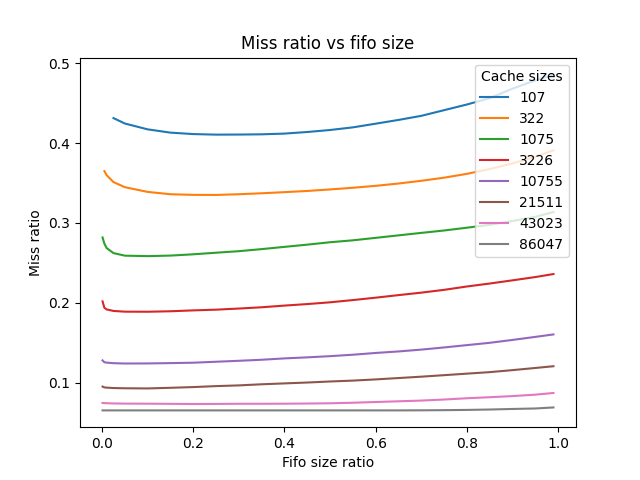 Miss ratio vs fifo size
Cache sizes
107
322
1075
3226
10755
21511
43023
86047
0.5
0.4
0.3
0.2
0.1
Miss ratio
0.0 0.2 0.4 0.6 0.8 1.0
Fifo size ratio